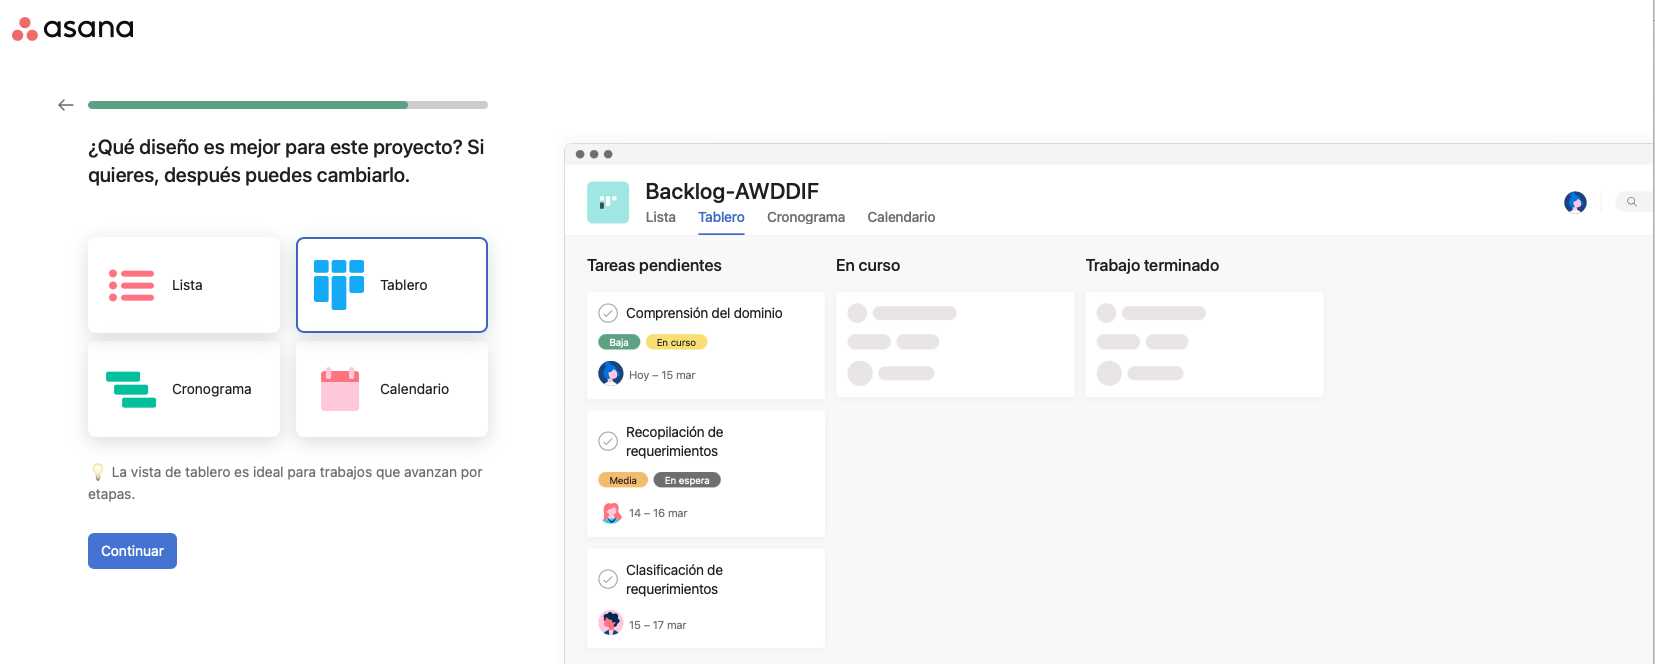 asana
¿Qué diseño es mejor para este proyecto? Si
quieres, después puedes cambiarlo.
Lista
Tablero
Cronograma
Calendario
La vista de tablero es ideal para trabajos que avanzan por
etapas.
Continuar
Backlog-AWDDIF
Lista Tablero Cronograma Calendario
Tareas pendientes
Comprensión del dominio
Baja En curso
Hoy – 15 mar
Recopilación de
requerimientos
Media En espera
14 – 16 mar
Clasificación de
requerimientos
15 – 17 mar
En curso
Trabajo terminado